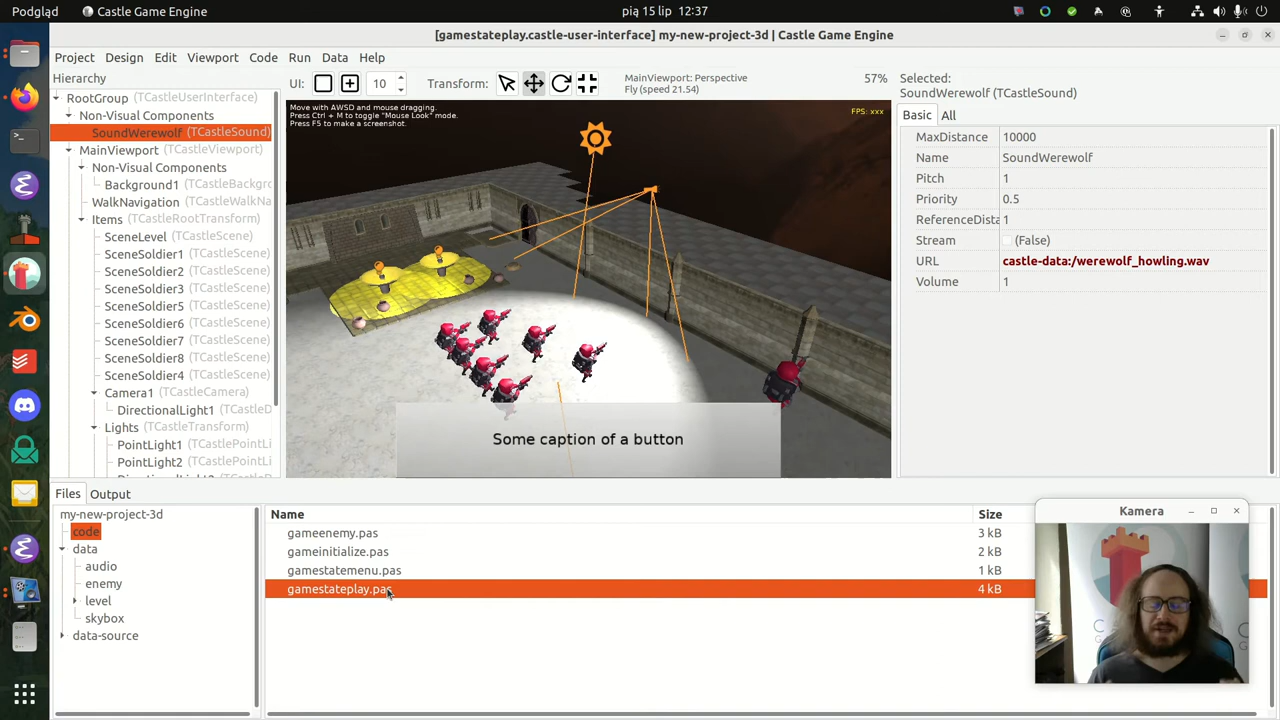 Podgląd
Castle Game Engine
pią 15 lip 12:37
[gamestateplay.castle-user-interface] my-new-project-3d | Castle Game Engine
Project Design Edit Viewport Code Run Data Help
Hierarchy
RootGroup (TCastleUserInterface)
Non-Visual Components
SoundWerewolf (TCastleSound)
MainViewport (TCastleViewport)
Non-Visual Components
Background1 (TCastleBackgro
WalkNavigation (TCastleWalkNavi
Items (TCastleRootTransform)
SceneLevel (TCastleScene)
SceneSoldier1 (TCastleScene)
SceneSoldier2 (TCastleScene)
SceneSoldier3 (TCastleScene)
SceneSoldier5 (TCastleScene)
SceneSoldier6 (TCastleScene)
SceneSoldier7 (TCastleScene)
SceneSoldier8 (TCastleScene)
SceneSoldier4 (TCastleScene)
Camera1 (TCastleCamera)
DirectionalLight1 (TCastleD
Lights (TCastleTransform)
PointLight1 (TCastlePointLi
PointLight2 (TCastlePointLi
UI: 10 Transform:
MainViewport: Perspective
Fly (speed 21.54)
57%
Move with AWSD and mouse dragging.
Press Ctrl + M to toggle "Mouse Look" mode.
Press F5 to make a screenshot.
FPS: xxx
Some caption of a button
Selected:
SoundWerewolf (TCastleSound)
Basic All
MaxDistance 10000
Name SoundWerewolf
Pitch 1
Priority 0.5
ReferenceDista 1
Stream (False)
URL castle-data:/werewolf_howling.wav
Volume 1
Files Output
my-new-project-3d
code
data
audio
enemy
level
skybox
data-source
Name Size
gameenemy.pas 3 kB
gameinitialize.pas 2 kB
gamestatemenu.pas 1 kB
gamestateplay.pas 4 kB
Kamera